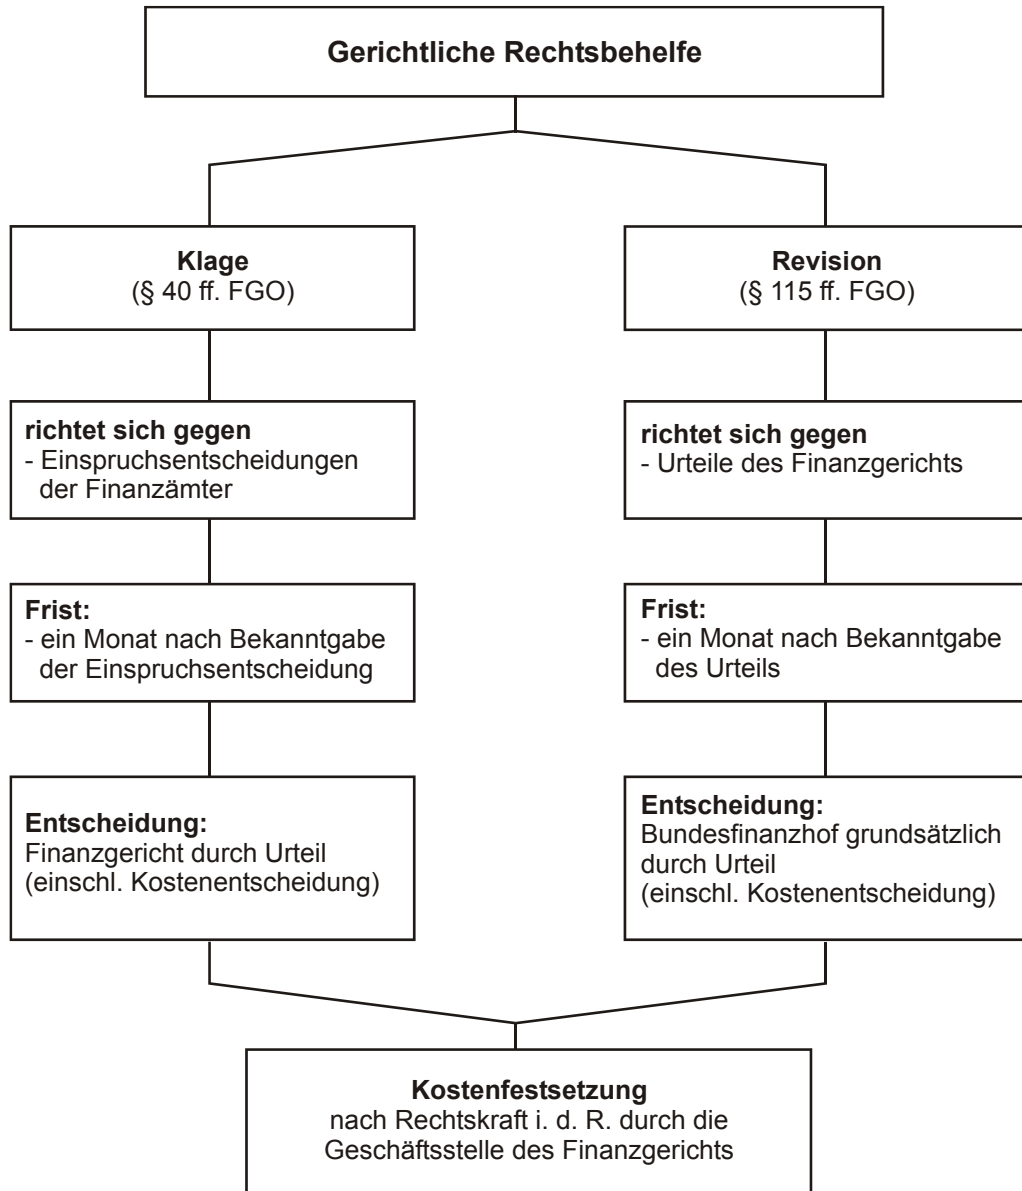 Gerichtliche Rechtsbehelfe
Klage
(§ 40 ff. FGO)
richtet sich gegen
- Einspruchsentscheidungen
der Finanzämter
Frist:
- ein Monat nach Bekanntgabe
der Einspruchsentscheidung
Entscheidung:
Finanzgericht durch Urteil
(einschl. Kostenentscheidung)
Revision
(§ 115 ff. FGO)
richtet sich gegen
- Urteile des Finanzgerichts
Frist:
- ein Monat nach Bekanntgabe
des Urteils
Entscheidung:
Bundesfinanzhof grundsätzlich
durch Urteil
(einschl. Kostenentscheidung)
Kostenfestsetzung
nach Rechtskraft i. d. R. durch die
Geschäftsstelle des Finanzgerichts